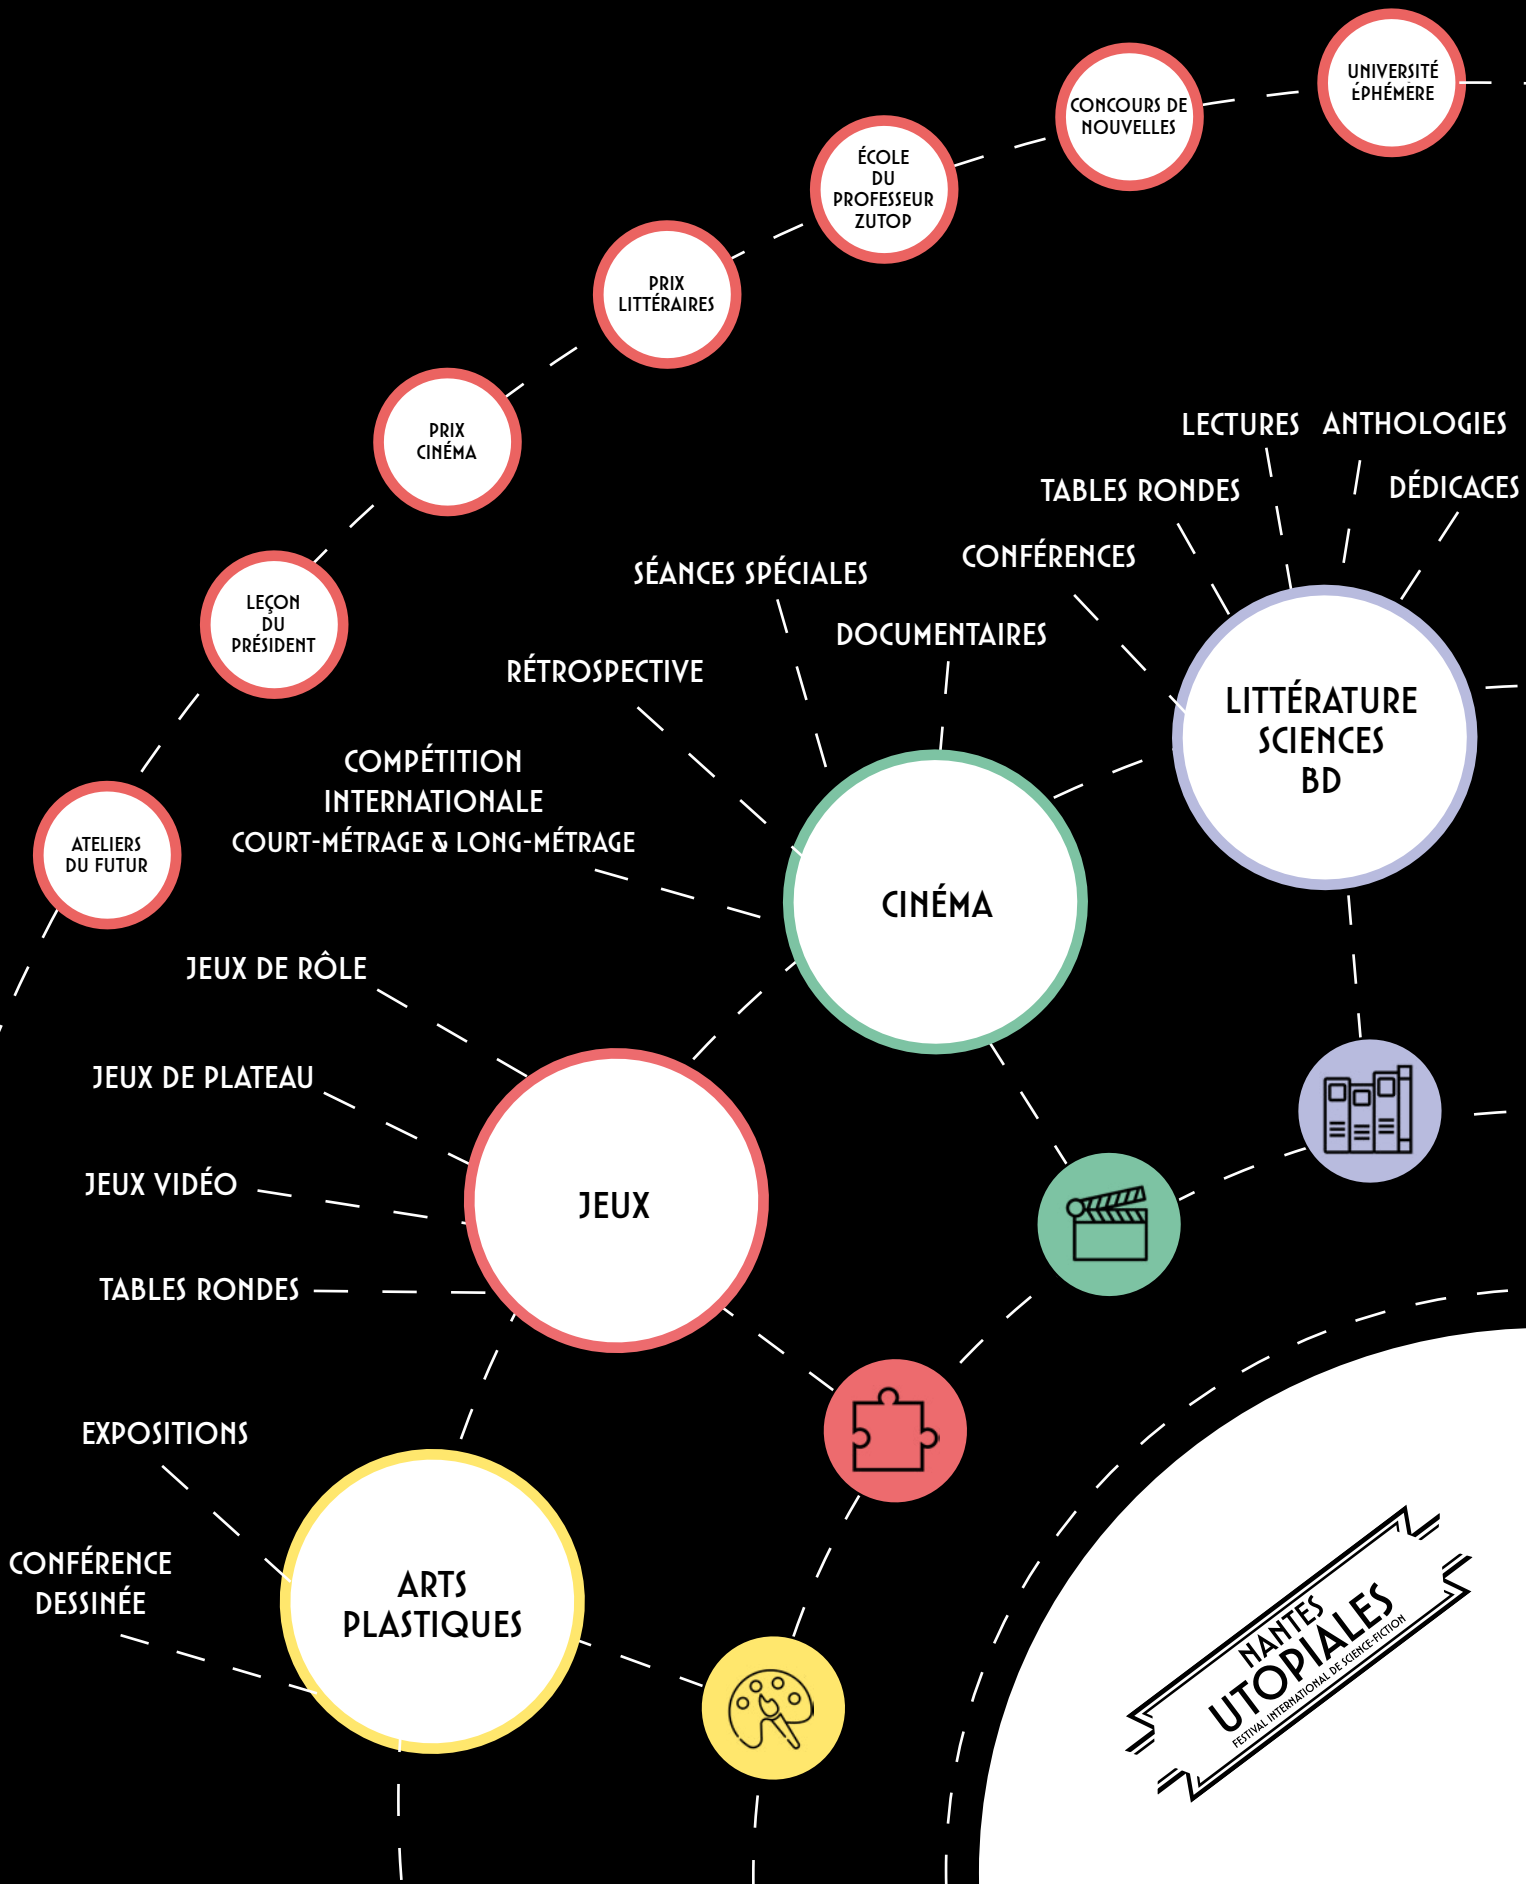 UNIVERSITÉ
ÉPHÉMÈRE
CONCOURS DE
NOUVELLES
ÉCOLE
DU
PROFESSEUR
ZUTOP
PRIX
LITTÉRAIRES
PRIX
CINÉMA
LEÇON
DU
PRÉSIDENT
ATELIERS
DU FUTUR
LECTURES
ANTHOLOGIES
TABLES RONDES
DÉDICACES
CONFÉRENCES
LITTÉRATURE
SCIENCES
BD
SÉANCES SPÉCIALES
DOCUMENTAIRES
RÉTROSPECTIVE
COMPÉTITION
INTERNATIONALE
COURT-MÉTRAGE & LONG-MÉTRAGE
CINÉMA
JEUX DE RÔLE
JEUX DE PLATEAU
JEUX VIDÉO
TABLES RONDES
JEUX
EXPOSITIONS
CONFÉRENCE
DESSINÉE
ARTS
PLASTIQUES
NANTES
UTOPIALES
FESTIVAL INTERNATIONAL DE SCIENCE-FICTION